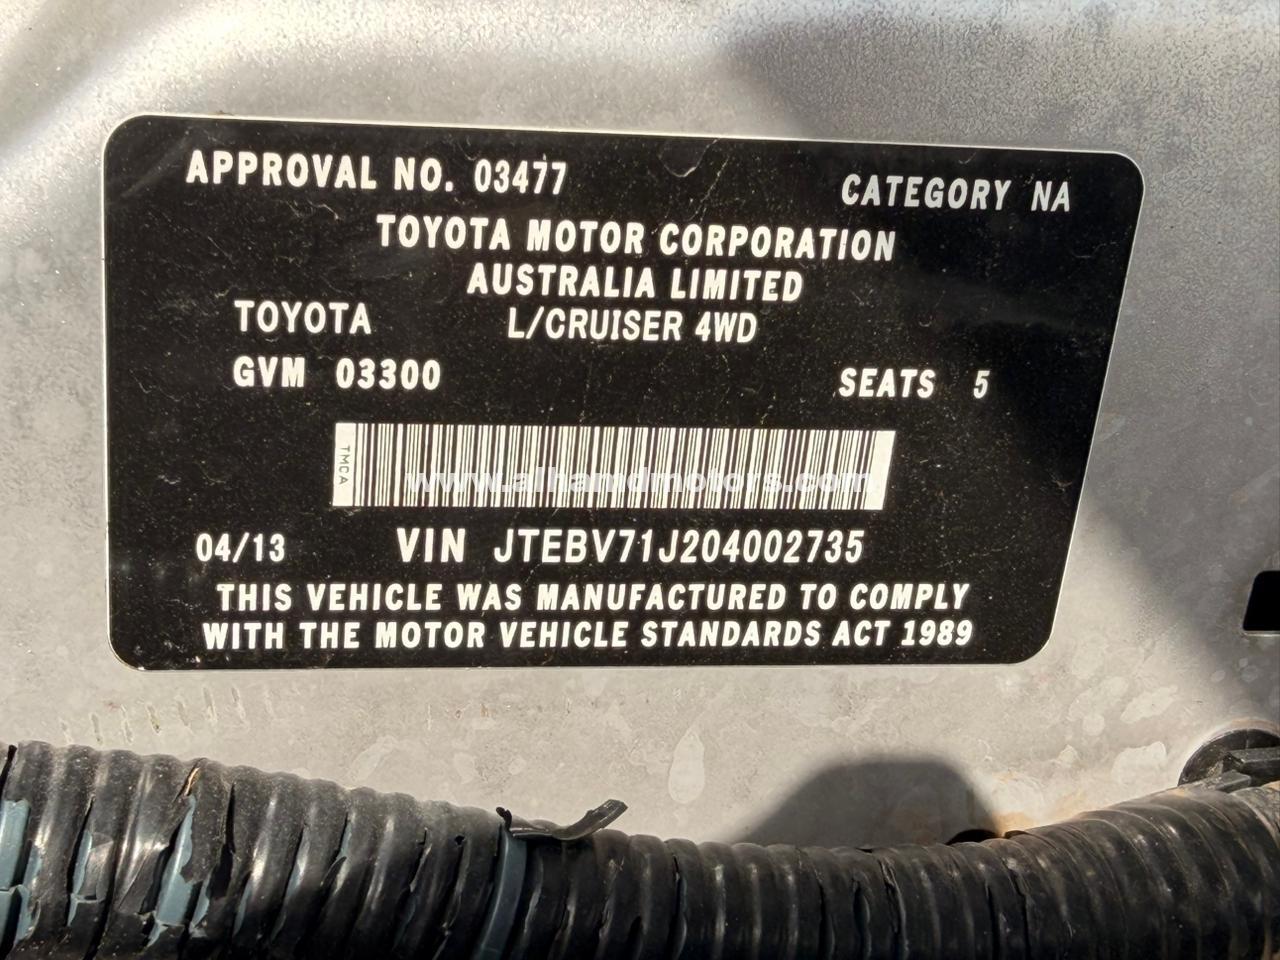 APPROVAL NO. 03477 CATEGORY NA
TOYOTA MOTOR CORPORATION
AUSTRALIA LIMITED
TOYOTA L/CRUISER 4WD
GVM 03300 SEATS 5
TMCA
www.alhamdmotors.com
04/13 VIN JTEBV71J204002735
THIS VEHICLE WAS MANUFACTURED TO COMPLY
WITH THE MOTOR VEHICLE STANDARDS ACT 1989